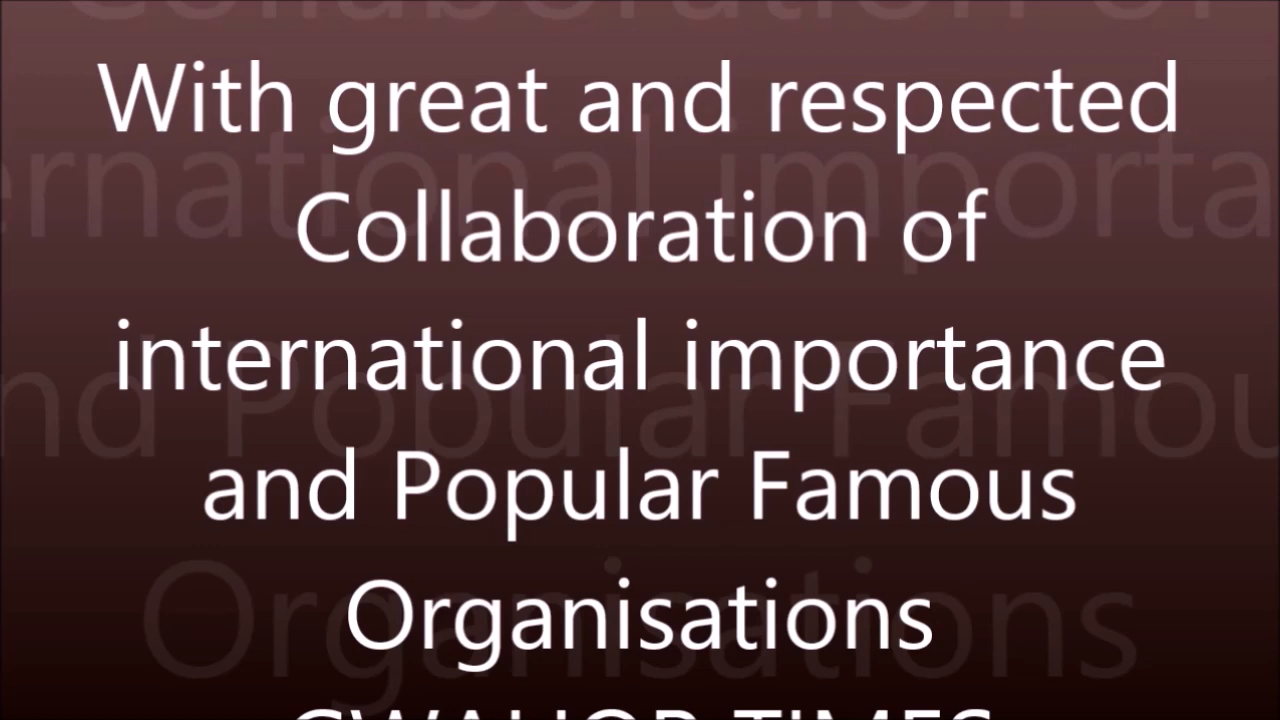 With great and respected
Collaboration of
international importance
and Popular Famous
Organisations